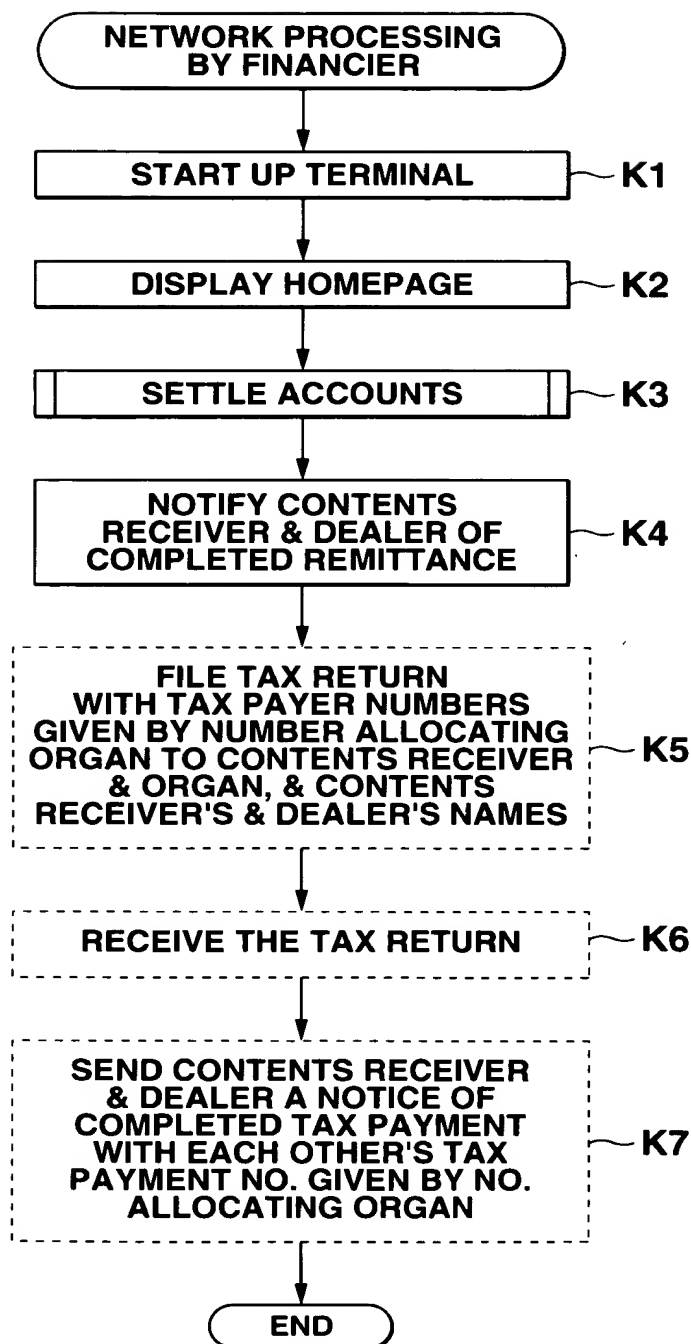 NETWORK PROCESSING
BY FINANCIER
START UP TERMINAL
K1
DISPLAY HOMEPAGE
K2
SETTLE ACCOUNTS
K3
NOTIFY CONTENTS
RECEIVER & DEALER OF
COMPLETED REMITTANCE
K4
FILE TAX RETURN
WITH TAX PAYER NUMBERS
GIVEN BY NUMBER ALLOCATING
ORGAN TO CONTENTS RECEIVER
& ORGAN, & CONTENTS
RECEIVER'S & DEALER'S NAMES
K5
RECEIVE THE TAX RETURN
K6
SEND CONTENTS RECEIVER
& DEALER A NOTICE OF
COMPLETED TAX PAYMENT
WITH EACH OTHER'S TAX
PAYMENT NO. GIVEN BY NO.
ALLOCATING ORGAN
K7
END